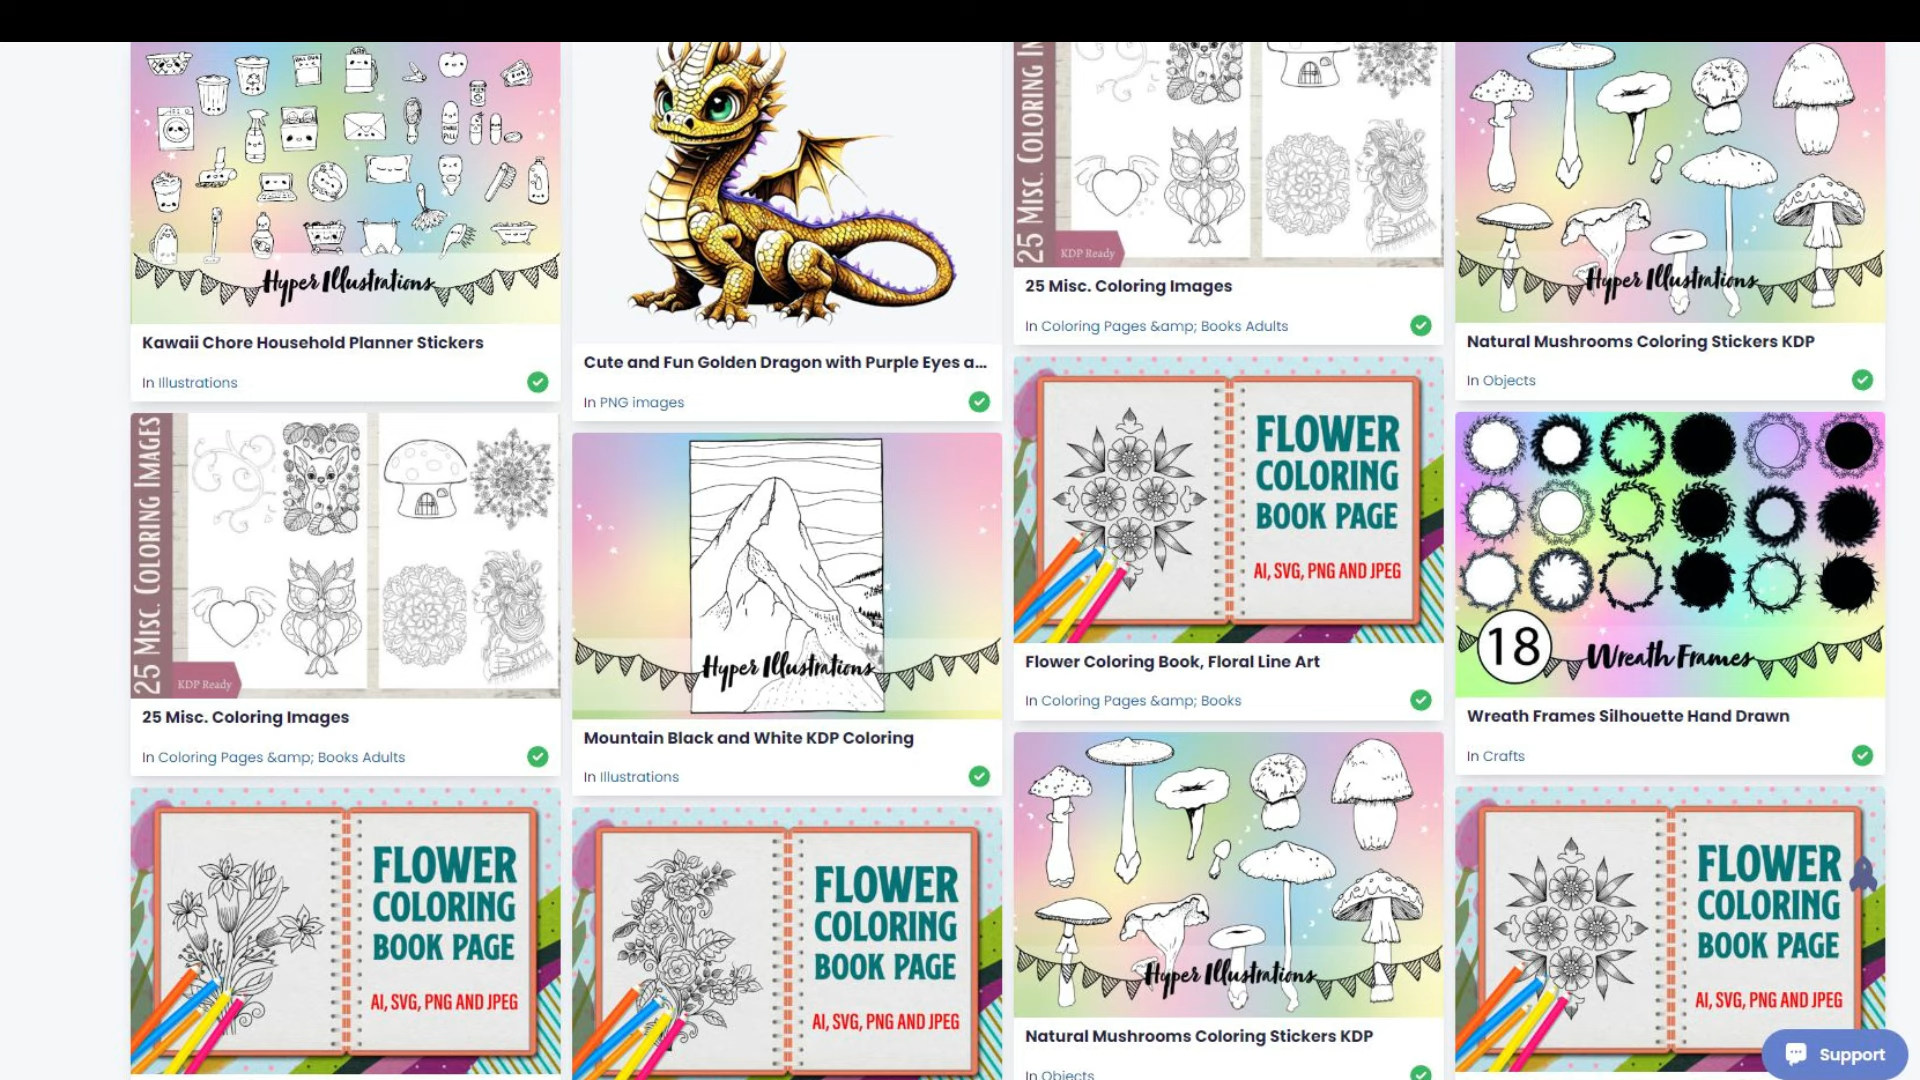 Hyper Illustrations
Kawaii Chore Household Planner Stickers
In Illustrations
25 Misc. Coloring Images
KDP Ready
25 Misc. Coloring Images
In Coloring Pages &amp; Books Adults
FLOWER
COLORING
BOOK PAGE
AI, SVG, PNG AND JPEG
Cute and Fun Golden Dragon with Purple Eyes a...
In PNG images
Hyper Illustrations
Mountain Black and White KDP Coloring
In Illustrations
FLOWER
COLORING
BOOK PAGE
AI, SVG, PNG AND JPEG
25 Misc. Coloring
KDP Ready
25 Misc. Coloring Images
In Coloring Pages &amp; Books Adults
FLOWER
COLORING
BOOK PAGE
AI, SVG, PNG AND JPEG
Flower Coloring Book, Floral Line Art
In Coloring Pages &amp; Books
Hyper Illustrations
Natural Mushrooms Coloring Stickers KDP
In Objects
Hyper Illustrations
Natural Mushrooms Coloring Stickers KDP
In Objects
18 Wreath Frames
Wreath Frames Silhouette Hand Drawn
In Crafts
FLOWER
COLORING
BOOK PAGE
AI, SVG, PNG AND JPEG
Support